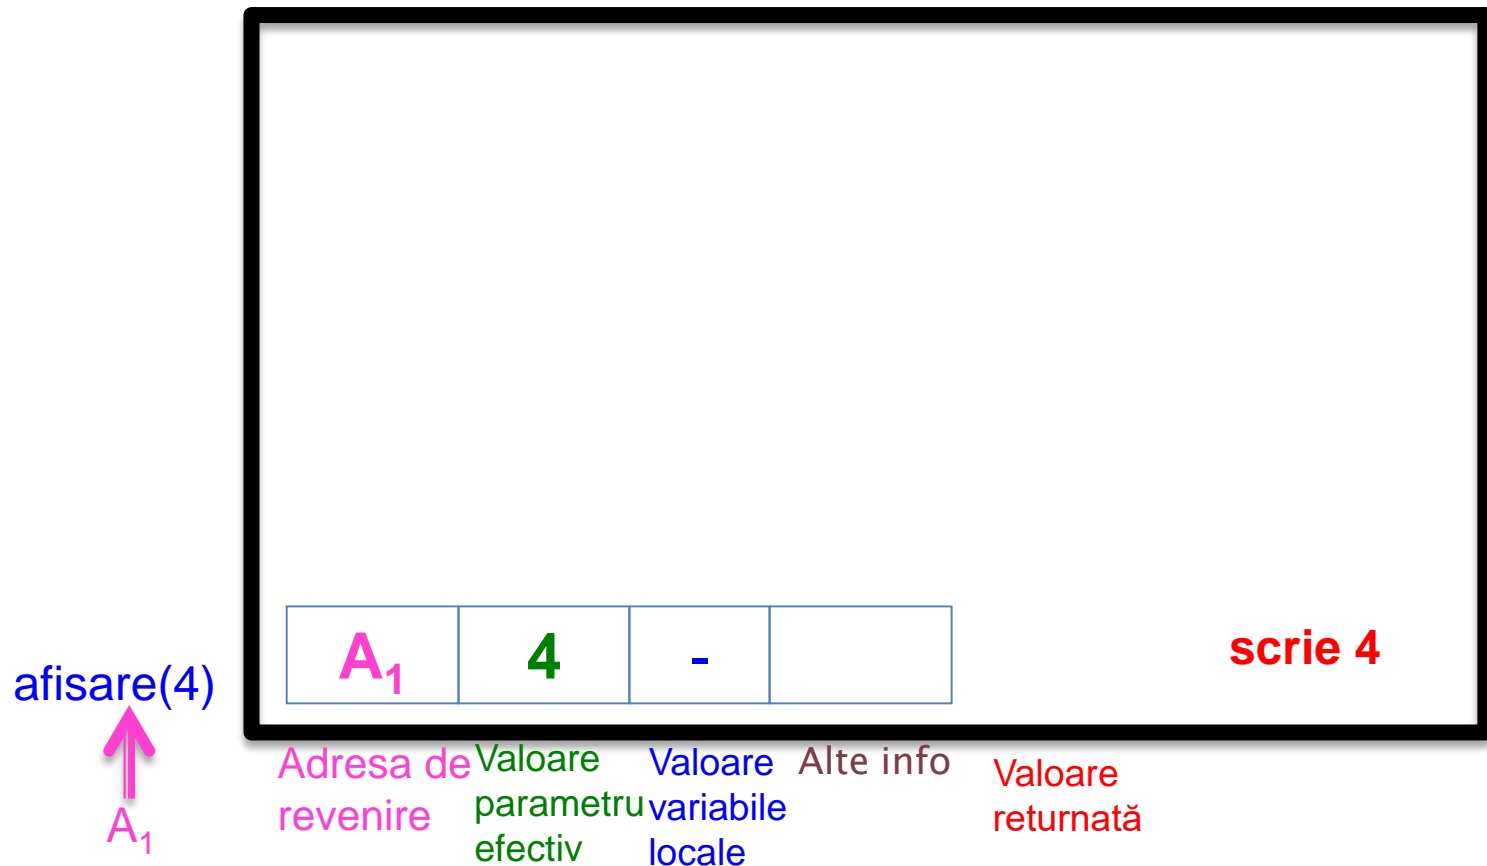 A₁ 4 - scrie 4
afisare(4)
A₁
Adresa de
revenire
Valoare
parametru
efectiv
Valoare
variabile
locale
Alte info
Valoare
returnată